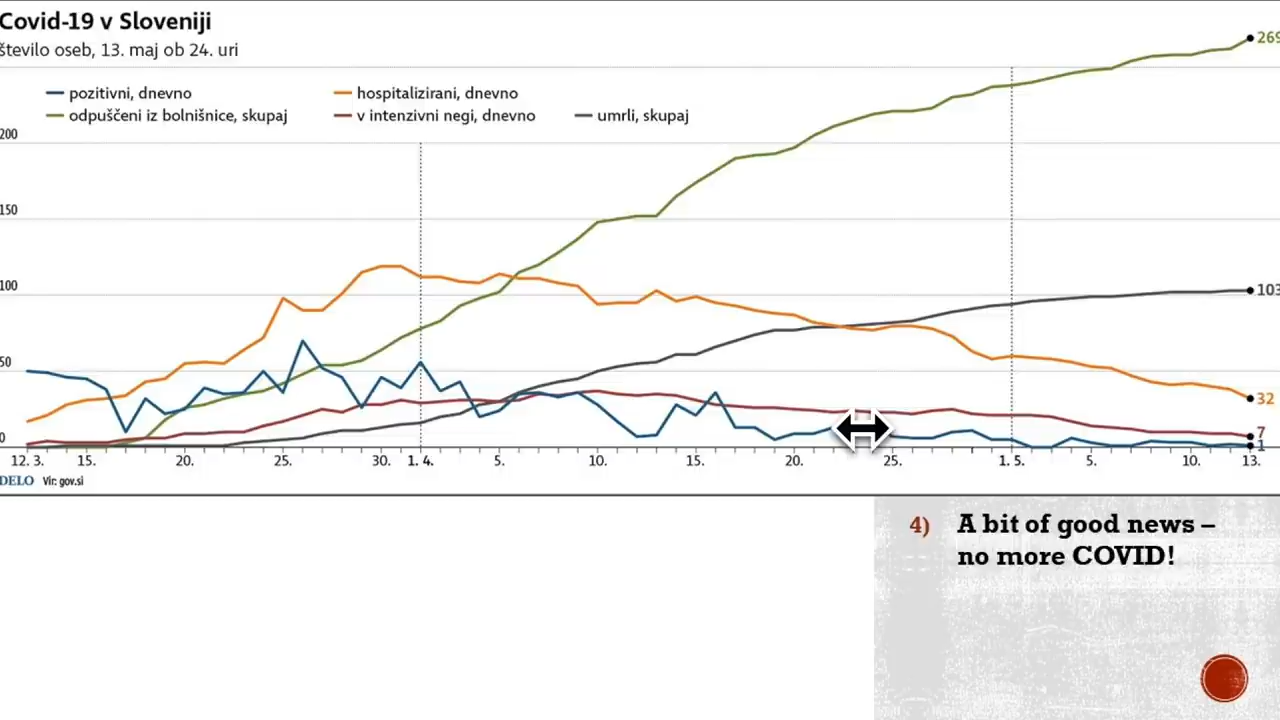 Covid-19 v Sloveniji
število oseb, 13. maj ob 24. uri
pozitivni, dnevno
hospitalizirani, dnevno
odpuščeni iz bolnišnice, skupaj
v intenzivni negi, dnevno
umrli, skupaj
269
200
150
100
103
50
32
7
0
1
12. 3. 15. 20. 25. 30. 1. 4. 5. 10. 15. 20. 25. 1. 5. 5. 10. 13.
DELO Vir: gov.si
4) A bit of good news –
no more COVID!